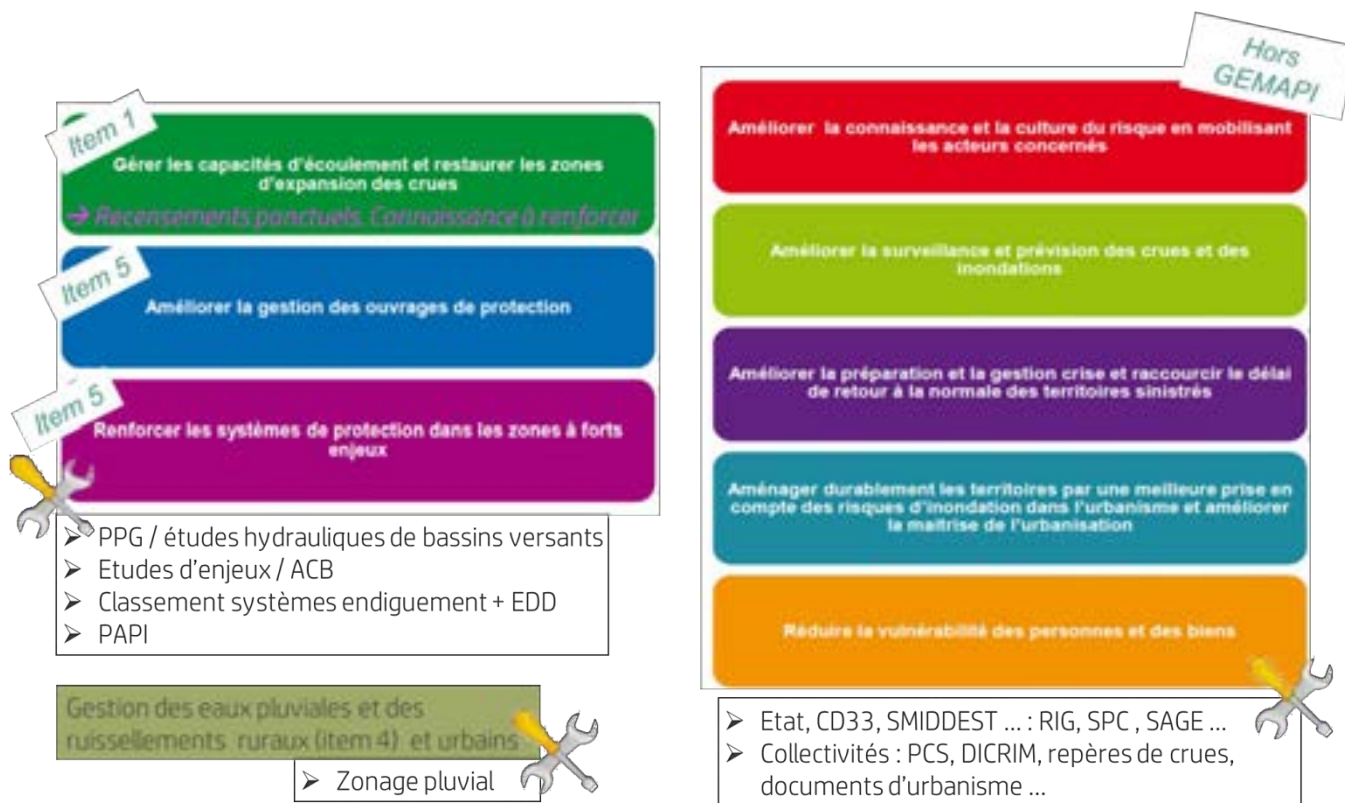 Item 1
Gérer les capacités d'écoulement et restaurer les zones
d'expansion des crues
→ Recensements ponctuels. Connaissance à renforcer
Item 5
Améliorer la gestion des ouvrages de protection
Item 5
Renforcer les systèmes de protection dans les zones à forts
enjeux
➢ PPG / études hydrauliques de bassins versants
➢ Etudes d'enjeux / ACB
➢ Classement systèmes endiguement + EDD
➢ PAPI
Gestion des eaux pluviales et des
ruissellements ruraux (item 4) et urbains
➢ Zonage pluvial
Hors
GEMAPI
Améliorer la connaissance et la culture du risque en mobilisant
les acteurs concernés
Améliorer la surveillance et prévision des crues et des
inondations
Améliorer la préparation et la gestion crise et raccourcir le délai
de retour à la normale des territoires sinistrés
Aménager durablement les territoires par une meilleure prise en
compte des risques d'inondation dans l'urbanisme et améliorer
la maitrise de l'urbanisation
Réduire la vulnérabilité des personnes et des biens
➢ Etat, CD33, SMIDDEST ... : RIG, SPC , SAGE ...
➢ Collectivités : PCS, DICRIM, repères de crues,
documents d'urbanisme ...